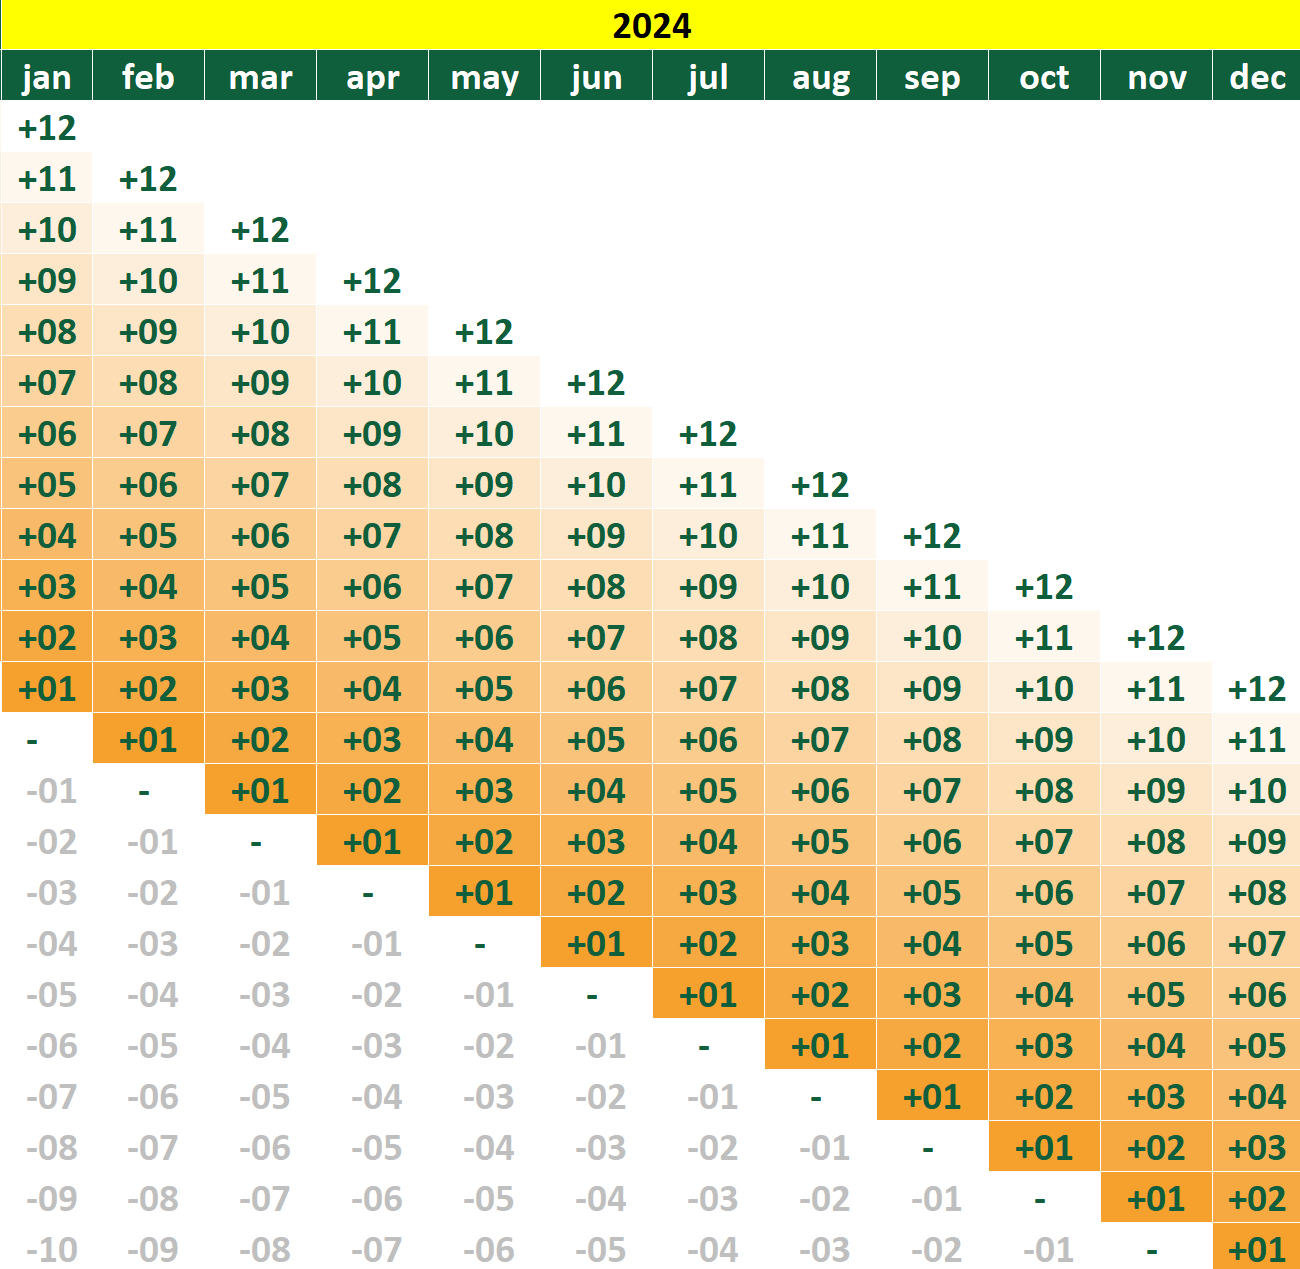 2024
jan feb mar apr may jun jul aug sep oct nov dec
+12
+11 +12
+10 +11 +12
+09 +10 +11 +12
+08 +09 +10 +11 +12
+07 +08 +09 +10 +11 +12
+06 +07 +08 +09 +10 +11 +12
+05 +06 +07 +08 +09 +10 +11 +12
+04 +05 +06 +07 +08 +09 +10 +11 +12
+03 +04 +05 +06 +07 +08 +09 +10 +11 +12
+02 +03 +04 +05 +06 +07 +08 +09 +10 +11 +12
+01 +02 +03 +04 +05 +06 +07 +08 +09 +10 +11 +12
- +01 +02 +03 +04 +05 +06 +07 +08 +09 +10 +11
-01 - +01 +02 +03 +04 +05 +06 +07 +08 +09 +10
-02 -01 - +01 +02 +03 +04 +05 +06 +07 +08 +09
-03 -02 -01 - +01 +02 +03 +04 +05 +06 +07 +08
-04 -03 -02 -01 - +01 +02 +03 +04 +05 +06 +07
-05 -04 -03 -02 -01 - +01 +02 +03 +04 +05 +06
-06 -05 -04 -03 -02 -01 - +01 +02 +03 +04 +05
-07 -06 -05 -04 -03 -02 -01 - +01 +02 +03 +04
-08 -07 -06 -05 -04 -03 -02 -01 - +01 +02 +03
-09 -08 -07 -06 -05 -04 -03 -02 -01 - +01 +02
-10 -09 -08 -07 -06 -05 -04 -03 -02 -01 - +01